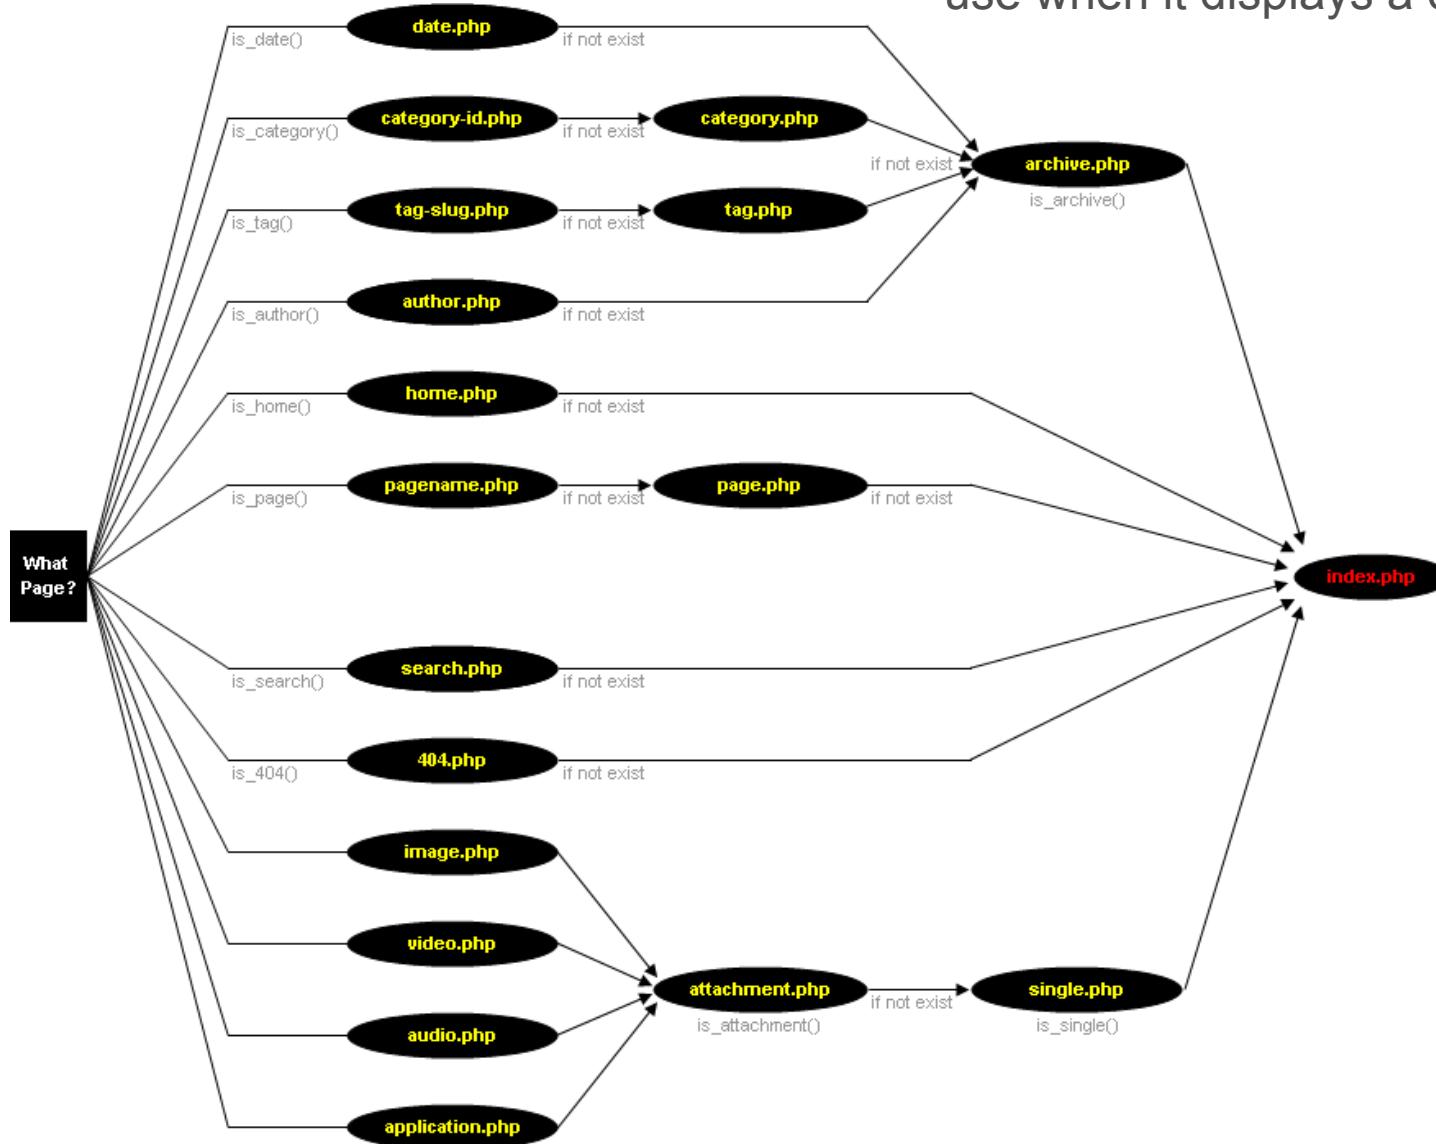 use when it displays a
is_date()
date.php
if not exist
is_category()
category-id.php
if not exist
category.php
if not exist
archive.php
is_archive()
is_tag()
tag-slug.php
if not exist
tag.php
is_author()
author.php
if not exist
is_home()
home.php
if not exist
is_page()
pagename.php
if not exist
page.php
if not exist
What
Page?
index.php
is_search()
search.php
if not exist
is_404()
404.php
if not exist
image.php
video.php
attachment.php
is_attachment()
if not exist
single.php
is_single()
audio.php
application.php